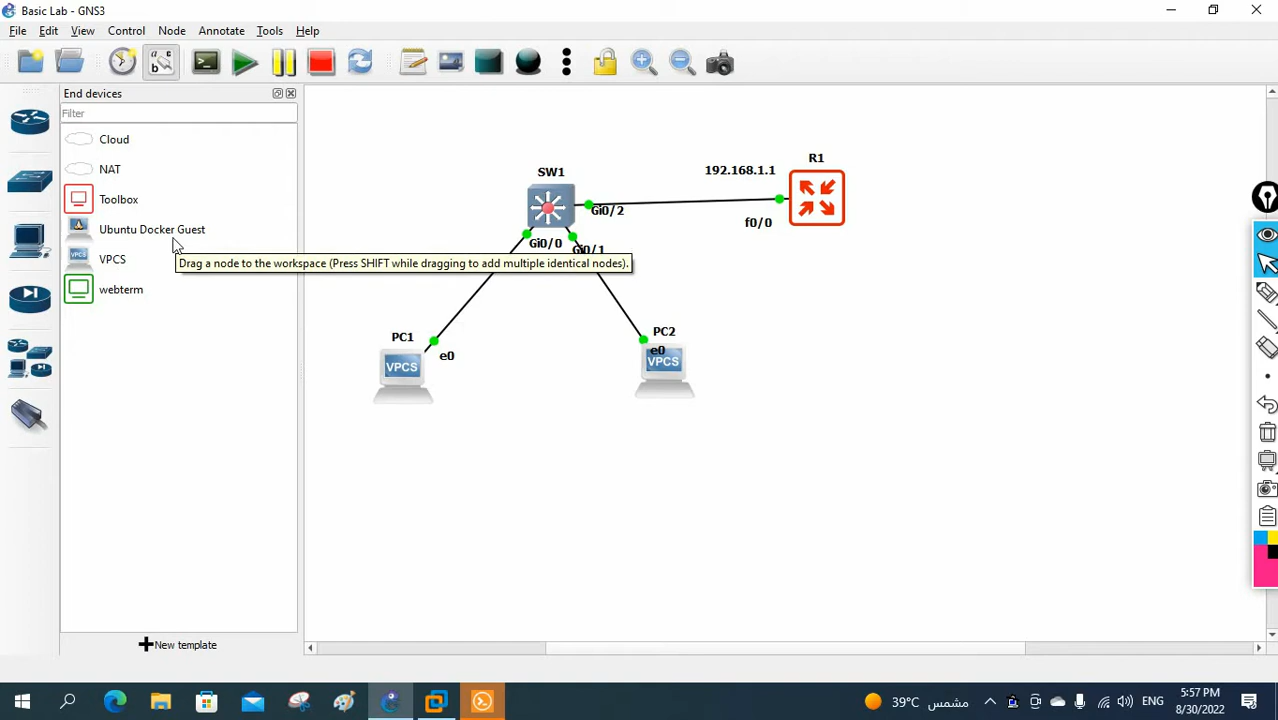 Basic Lab - GNS3
File Edit View Control Node Annotate Tools Help
End devices
Filter
Cloud
NAT
Toolbox
Ubuntu Docker Guest
VPCS
VPCS
webterm
Drag a node to the workspace (Press SHIFT while dragging to add multiple identical nodes).
New template
SW1
192.168.1.1
R1
Gi0/2
f0/0
Gi0/0
Gi0/1
PC1
e0
VPCS
PC2
e0
VPCS
39°C مشمس
ENG
5:57 PM
8/30/2022